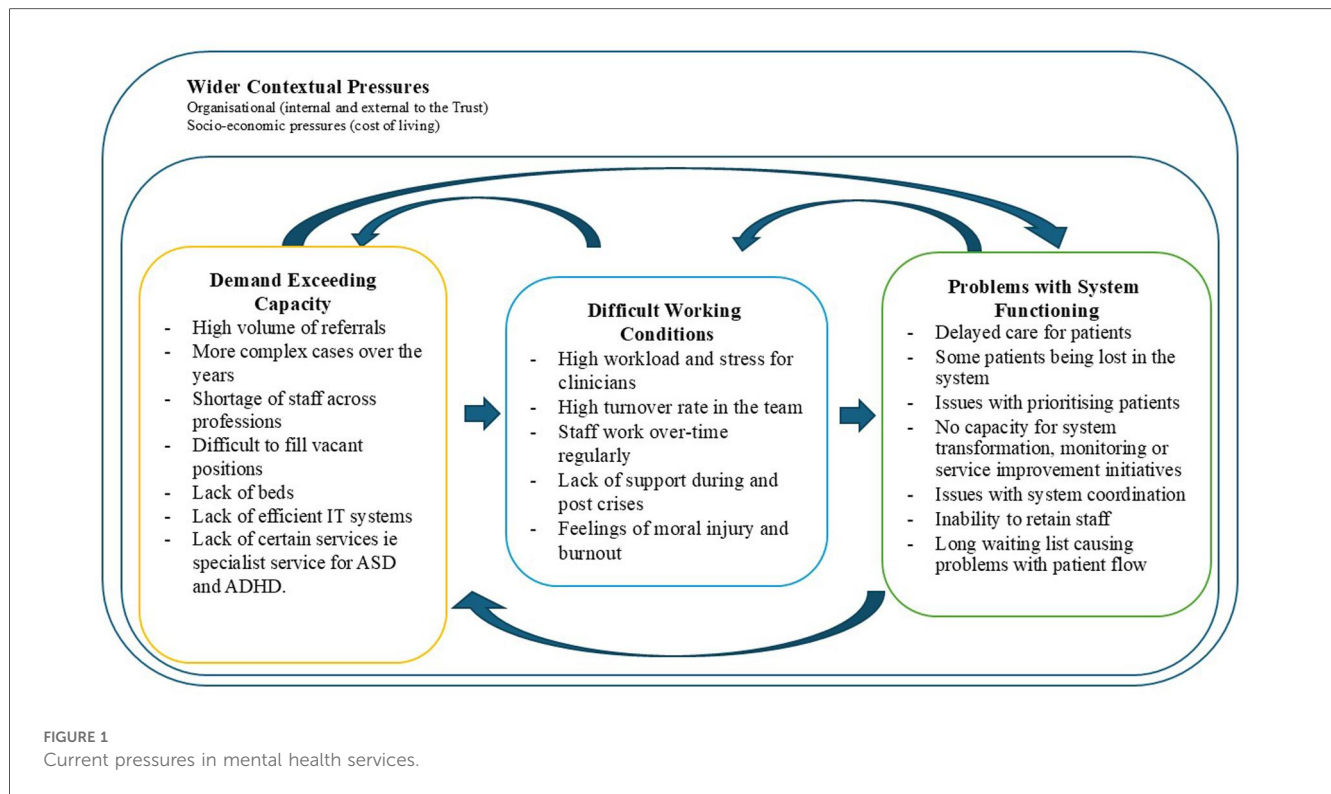 Wider Contextual Pressures
Organisational (internal and external to the Trust)
Socio-economic pressures (cost of living)
Demand Exceeding
Capacity
- High volume of referrals
- More complex cases over the
years
- Shortage of staff across
professions
- Difficult to fill vacant
positions
- Lack of beds
- Lack of efficient IT systems
- Lack of certain services ie
specialist service for ASD
and ADHD.
Difficult Working
Conditions
- High workload and stress for
clinicians
- High turnover rate in the team
- Staff work over-time
regularly
- Lack of support during and
post crises
- Feelings of moral injury and
burnout
Problems with System
Functioning
- Delayed care for patients
- Some patients being lost in the
system
- Issues with prioritising patients
- No capacity for system
transformation, monitoring or
service improvement initiatives
- Issues with system coordination
- Inability to retain staff
- Long waiting list causing
problems with patient flow
FIGURE 1
Current pressures in mental health services.